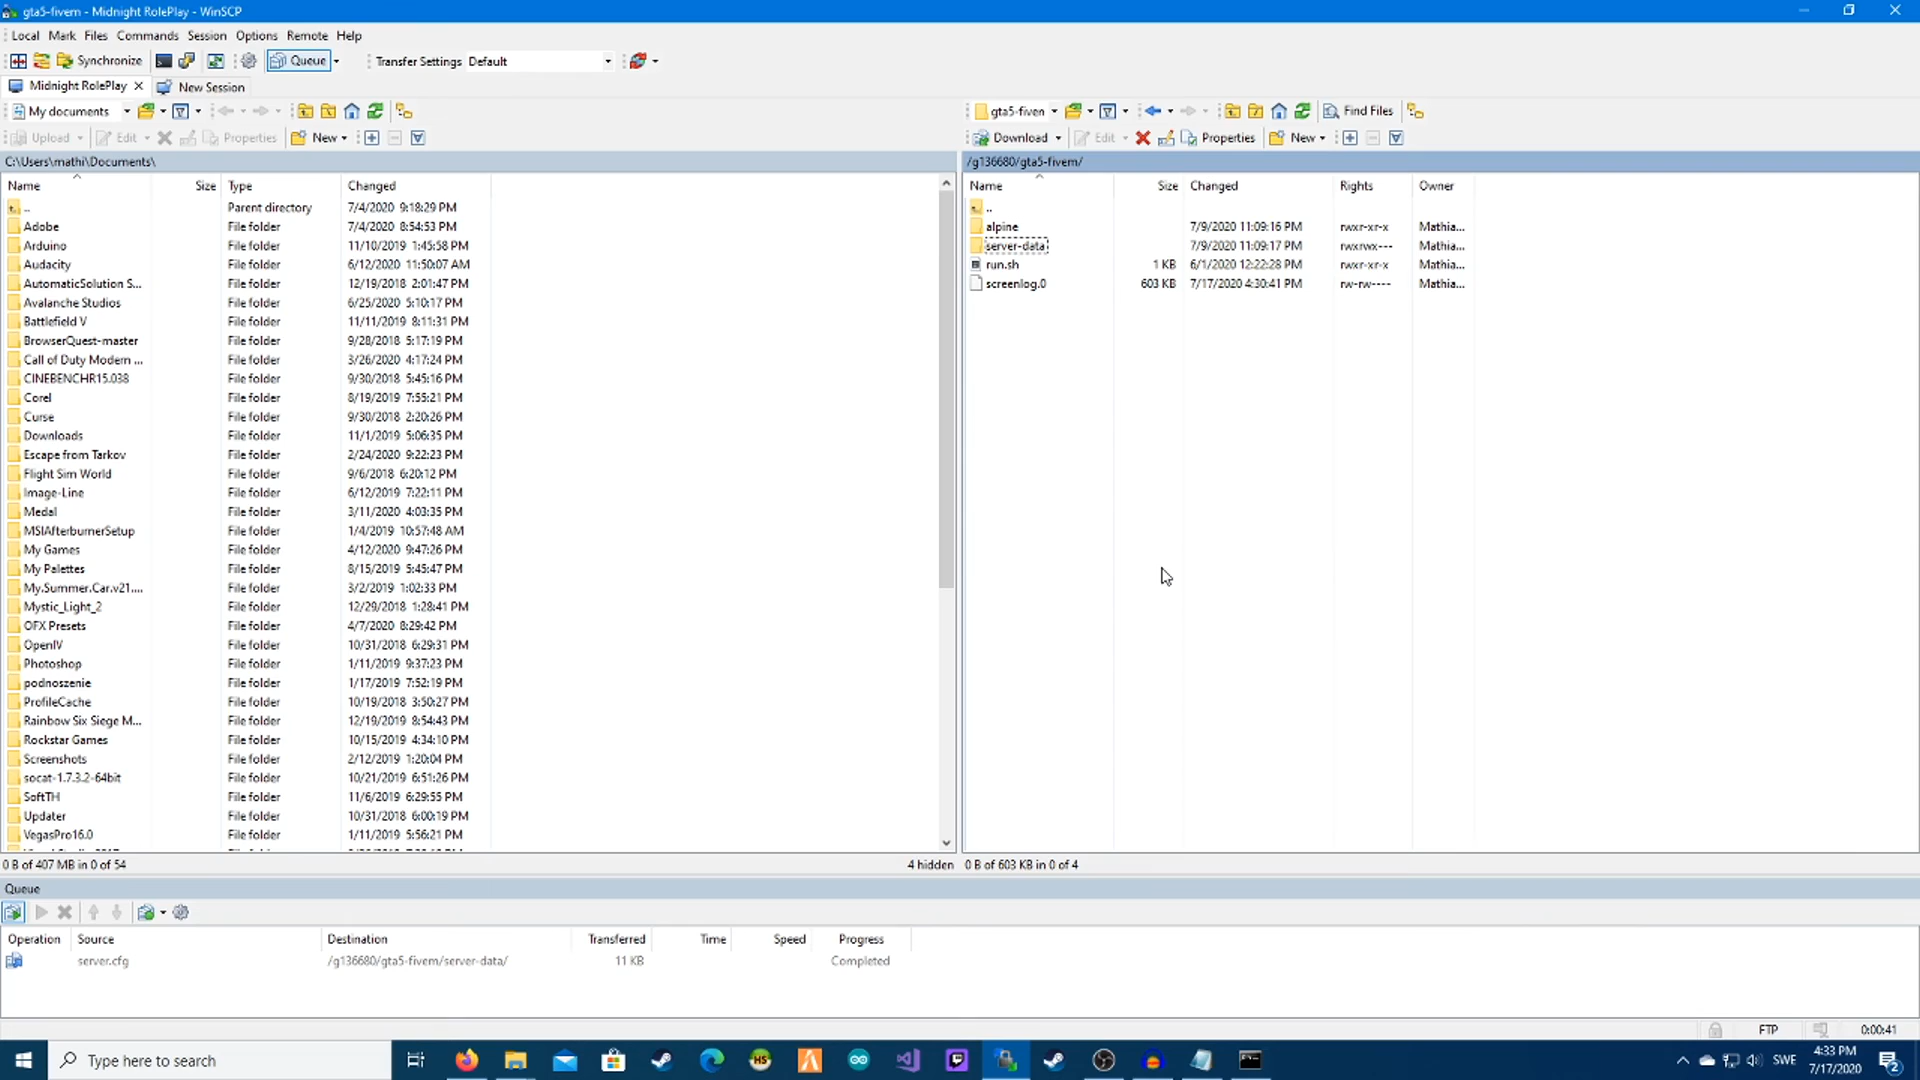 gta5-fivem - Midnight RolePlay - WinSCP
Local Mark Files Commands Session Options Remote Help
Synchronize Queue Transfer Settings Default
Midnight RolePlay New Session
My documents gta5-fiven Find Files
Upload Edit Properties New Download Edit Properties New
C:\Users\mathi\Documents\ /g136680/gta5-fivem/
Name Size Type Changed
.. Parent directory 7/4/2020 9:18:29 PM
Adobe File folder 7/4/2020 8:54:53 PM
Arduino File folder 11/10/2019 1:45:58 PM
Audacity File folder 6/12/2020 11:50:07 AM
AutomaticSolution S... File folder 12/19/2018 2:01:47 PM
Avalanche Studios File folder 6/25/2020 5:10:17 PM
Battlefield V File folder 11/11/2019 8:11:31 PM
BrowserQuest-master File folder 9/28/2018 5:17:19 PM
Call of Duty Modern ... File folder 3/26/2020 4:17:24 PM
CINEBENCHR15.038 File folder 9/30/2018 5:45:16 PM
Corel File folder 8/19/2019 7:55:21 PM
Curse File folder 9/30/2018 2:20:26 PM
Downloads File folder 11/1/2019 5:06:35 PM
Escape from Tarkov File folder 2/24/2020 9:22:23 PM
Flight Sim World File folder 9/6/2018 6:20:12 PM
Image-Line File folder 6/12/2019 7:22:11 PM
Medal File folder 3/11/2020 4:03:35 PM
MSIAfterburnerSetup File folder 1/4/2019 10:57:48 AM
My Games File folder 4/12/2020 9:47:26 PM
My Palettes File folder 8/15/2019 5:45:47 PM
My.Summer.Car.v21.... File folder 3/2/2019 1:02:33 PM
Mystic_Light_2 File folder 12/29/2018 1:28:41 PM
OFX Presets File folder 4/7/2020 8:29:42 PM
OpenIV File folder 10/31/2018 6:29:31 PM
Photoshop File folder 1/11/2019 9:37:23 PM
podnoszenie File folder 1/17/2019 7:52:19 PM
ProfileCache File folder 10/19/2018 3:50:27 PM
Rainbow Six Siege M... File folder 12/19/2019 8:54:43 PM
Rockstar Games File folder 10/15/2019 4:34:10 PM
Screenshots File folder 2/12/2019 1:20:04 PM
socat-1.7.3.2-64bit File folder 10/21/2019 6:51:26 PM
SoftTH File folder 11/6/2019 6:29:55 PM
Updater File folder 10/31/2018 6:00:19 PM
VegasPro16.0 File folder 1/11/2019 5:56:21 PM
Name Size Changed Rights Owner
..
alpine 7/9/2020 11:09:16 PM rwxr-xr-x Mathia...
server-data 7/9/2020 11:09:17 PM rwxrwx--- Mathia...
run.sh 1 KB 6/1/2020 12:22:28 PM rwxr-xr-x Mathia...
screenlog.0 603 KB 7/17/2020 4:30:41 PM rw-rw---- Mathia...
0 B of 407 MB in 0 of 54 4 hidden 0 B of 603 KB in 0 of 4
Queue
Operation Source Destination Transferred Time Speed Progress
server.cfg /g136680/gta5-fivem/server-data/ 11 KB Completed
FTP 0:00:41
Type here to search SWE 4:33 PM
7/17/2020 2